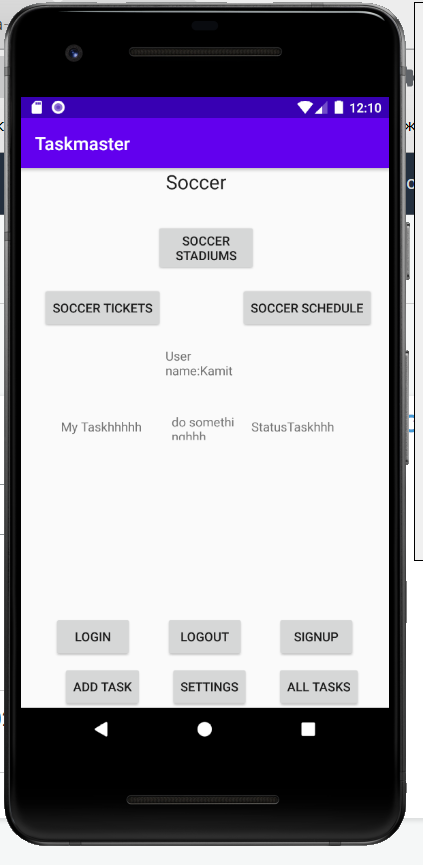 12:10
Taskmaster
Soccer
SOCCER
STADIUMS
SOCCER TICKETS
SOCCER SCHEDULE
User
name:Kamit
My Taskhhhhh
do somethi
nghhh
StatusTaskhhh
LOGIN
LOGOUT
SIGNUP
ADD TASK
SETTINGS
ALL TASKS